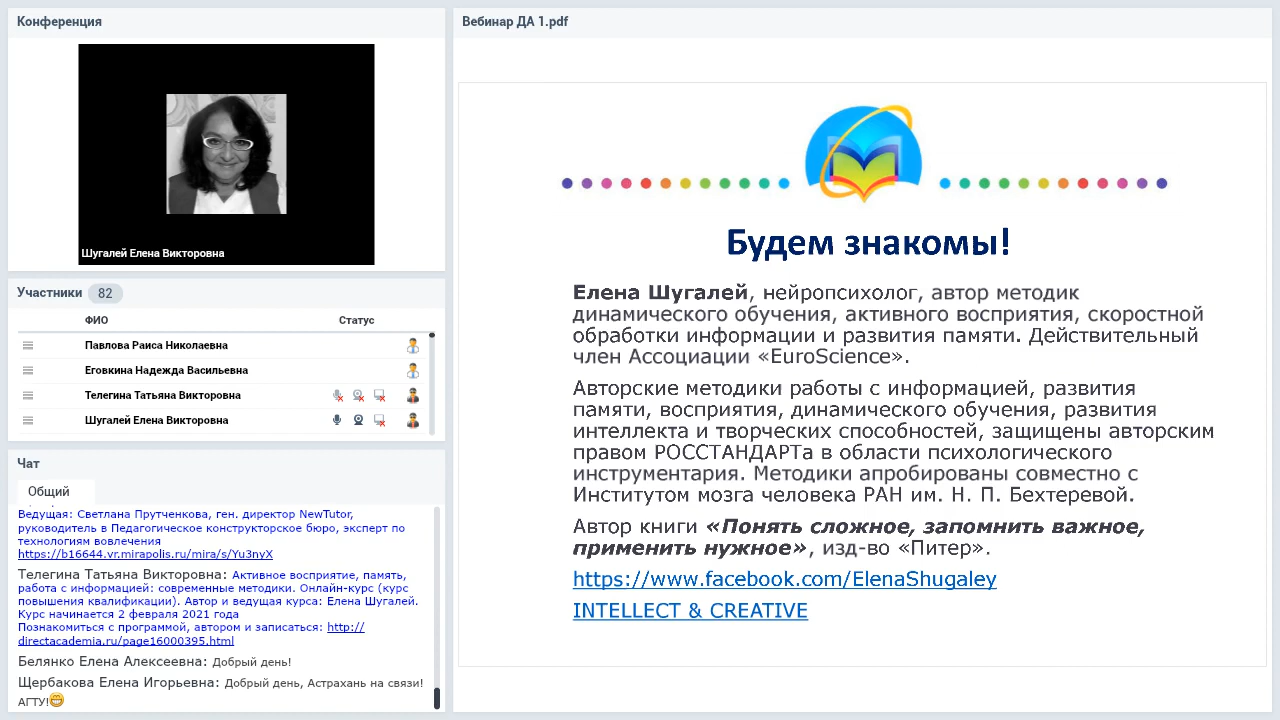 Конференция
Шугалей Елена Викторовна
Участники 82
ФИО Статус
Павлова Раиса Николаевна
Еговкина Надежда Васильевна
Телегина Татьяна Викторовна
Шугалей Елена Викторовна
Чат
Общий
Ведущая: Светлана Прутченкова, ген. директор NewTutor,
руководитель в Педагогическое конструкторское бюро, эксперт по
технологиям вовлечения
https://b16644.vr.mirapolis.ru/mira/s/Yu3nyX
Телегина Татьяна Викторовна: Активное восприятие, память,
работа с информацией: современные методики. Онлайн-курс (курс
повышения квалификации). Автор и ведущая курса: Елена Шугалей.
Курс начинается 2 февраля 2021 года
Познакомиться с программой, автором и записаться: http://
directacademia.ru/page16000395.html
Белянко Елена Алексеевна: Добрый день!
Щербакова Елена Игорьевна: Добрый день, Астрахань на связи!
АГТУ!
Вебинар ДА 1.pdf
Будем знакомы!
Елена Шугалей, нейропсихолог, автор методик
динамического обучения, активного восприятия, скоростной
обработки информации и развития памяти. Действительный
член Ассоциации «EuroScience».
Авторские методики работы с информацией, развития
памяти, восприятия, динамического обучения, развития
интеллекта и творческих способностей, защищены авторским
правом РОССТАНДАРТа в области психологического
инструментария. Методики апробированы совместно с
Институтом мозга человека РАН им. Н. П. Бехтеревой.
Автор книги «Понять сложное, запомнить важное,
применить нужное», изд-во «Питер».
https://www.facebook.com/ElenaShugaley
INTELLECT & CREATIVE